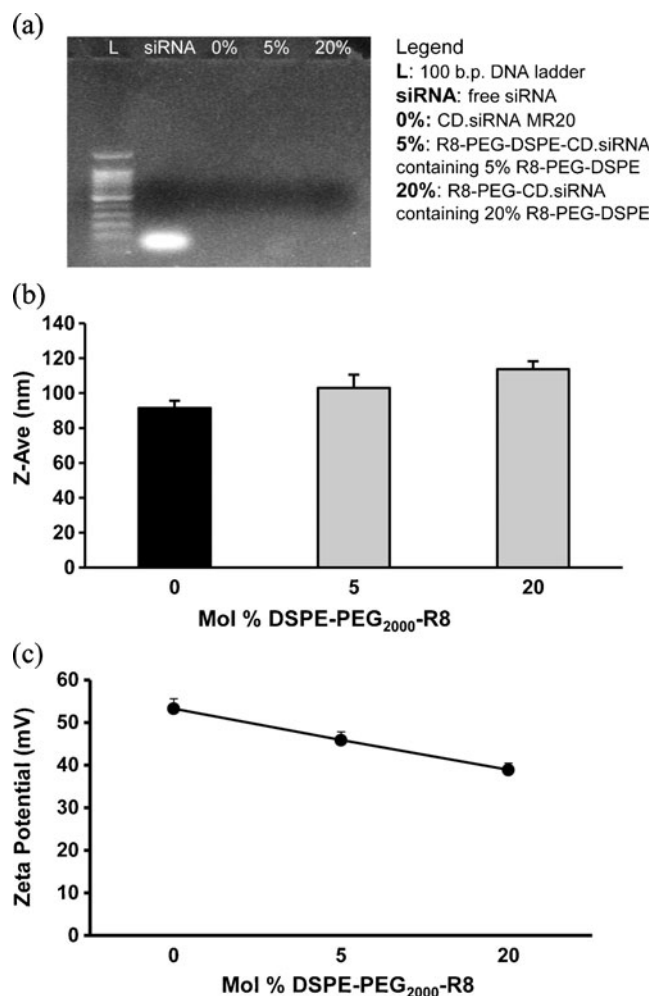 (a)
L siRNA 0% 5% 20%
Legend
L: 100 b.p. DNA ladder
siRNA: free siRNA
0%: CD.siRNA MR20
5%: R8-PEG-DSPE-CD.siRNA
containing 5% R8-PEG-DSPE
20%: R8-PEG-CD.siRNA
containing 20% R8-PEG-DSPE
(b)
Z-Ave (nm)
140
120
100
80
60
40
20
0
0 5 20
Mol % DSPE-PEG₂₀₀₀-R8
(c)
Zeta Potential (mV)
60
50
40
30
20
10
0
0 5 20
Mol % DSPE-PEG₂₀₀₀-R8